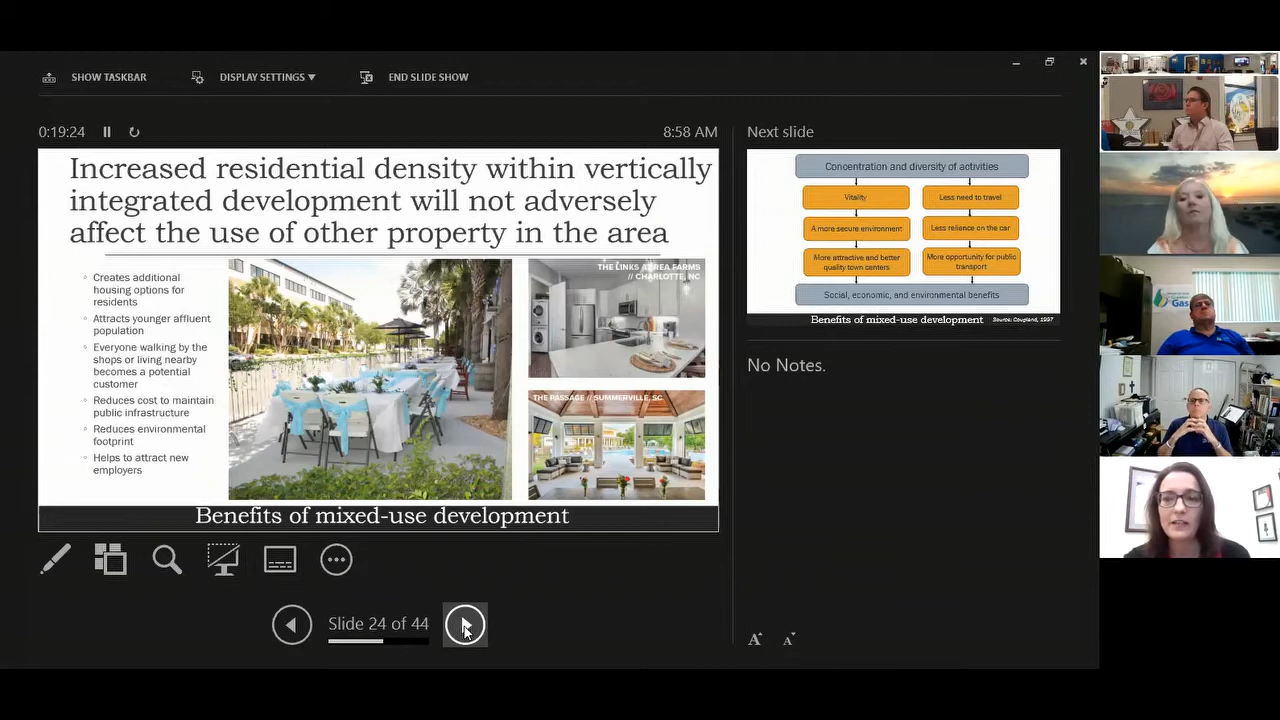 SHOW TASKBAR
DISPLAY SETTINGS
END SLIDE SHOW
0:19:24
8:58 AM
Increased residential density within vertically
integrated development will not adversely
affect the use of other property in the area
Creates additional
housing options for
residents
Attracts younger affluent
population
Everyone walking by the
shops or living nearby
becomes a potential
customer
Reduces cost to maintain
public infrastructure
Reduces environmental
footprint
Helps to attract new
employers
THE LINKS AT REA FARMS
// CHARLOTTE, NC
THE PASSAGE // SUMMERVILLE, SC
Benefits of mixed-use development
Slide 24 of 44
Next slide
Concentration and diversity of activities
Vitality
Less need to travel
A more secure environment
Less reliance on the car
More attractive and better
quality town centers
More opportunity for public
transport
Social, economic, and environmental benefits
Benefits of mixed-use development
Source: Coupland, 1997
No Notes.
A
A
Gas